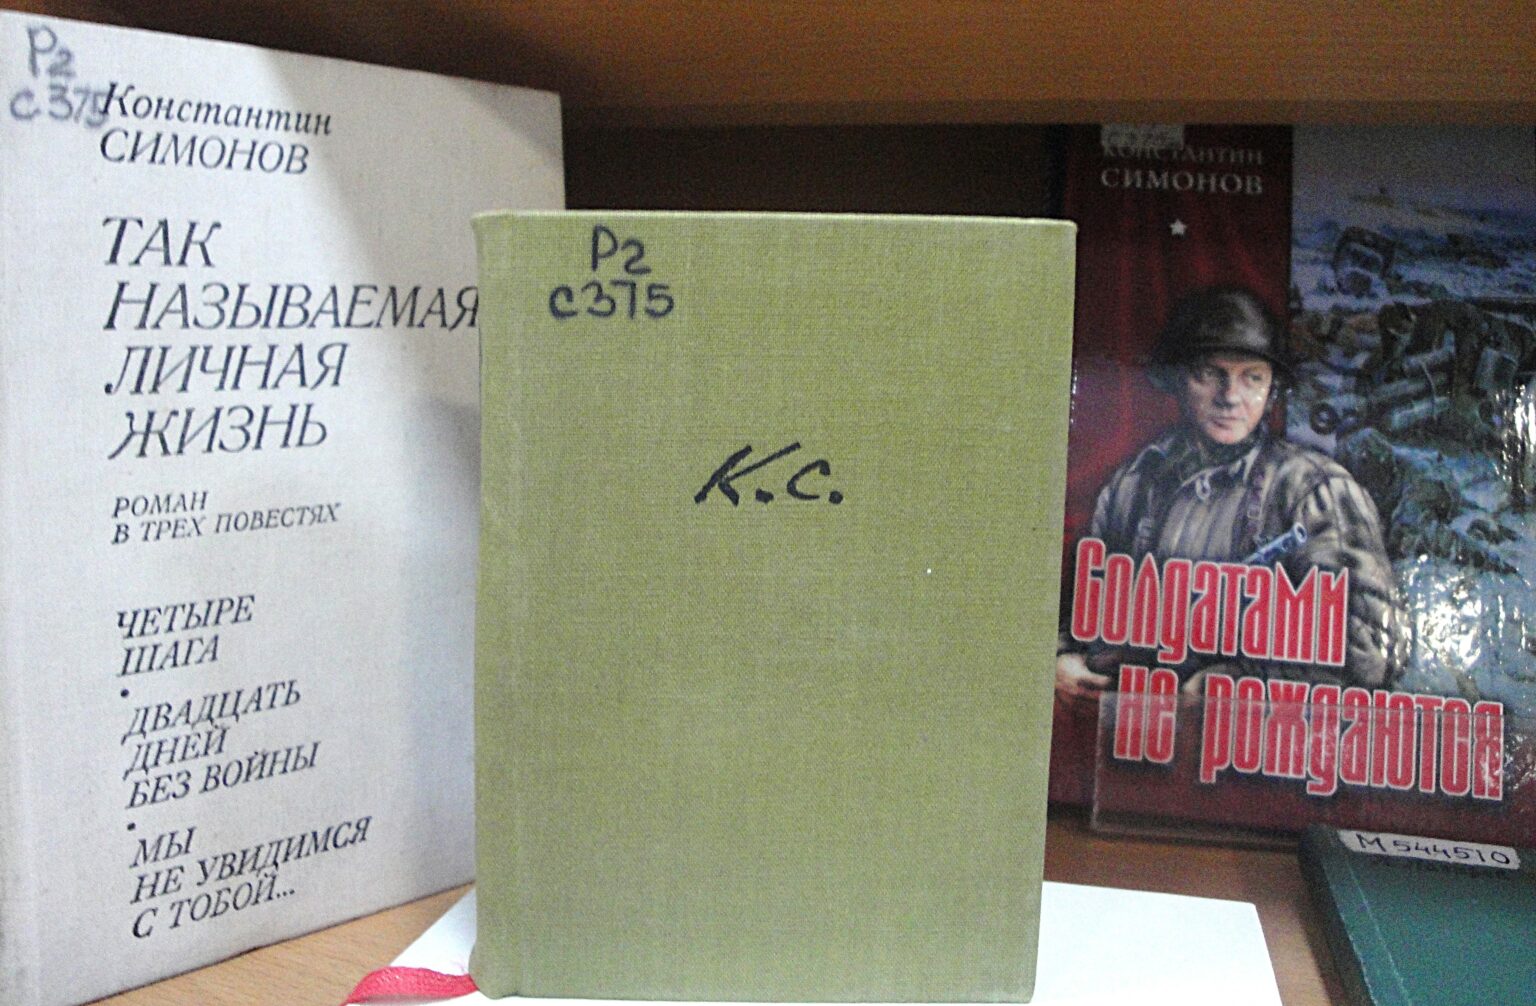 Р2
С375
Константин
СИМОНОВ
ТАК
НАЗЫВАЕМАЯ
ЛИЧНАЯ
ЖИЗНЬ
РОМАН
В ТРЕХ ПОВЕСТЯХ
ЧЕТЫРЕ
ШАГА
•
ДВАДЦАТЬ
ДНЕЙ
БЕЗ ВОЙНЫ
•
МЫ
НЕ УВИДИМСЯ
С ТОБОЙ...
Р2
С375
К.С.
КОНСТАНТИН
СИМОНОВ
Солдатами
не рождаются
М544510